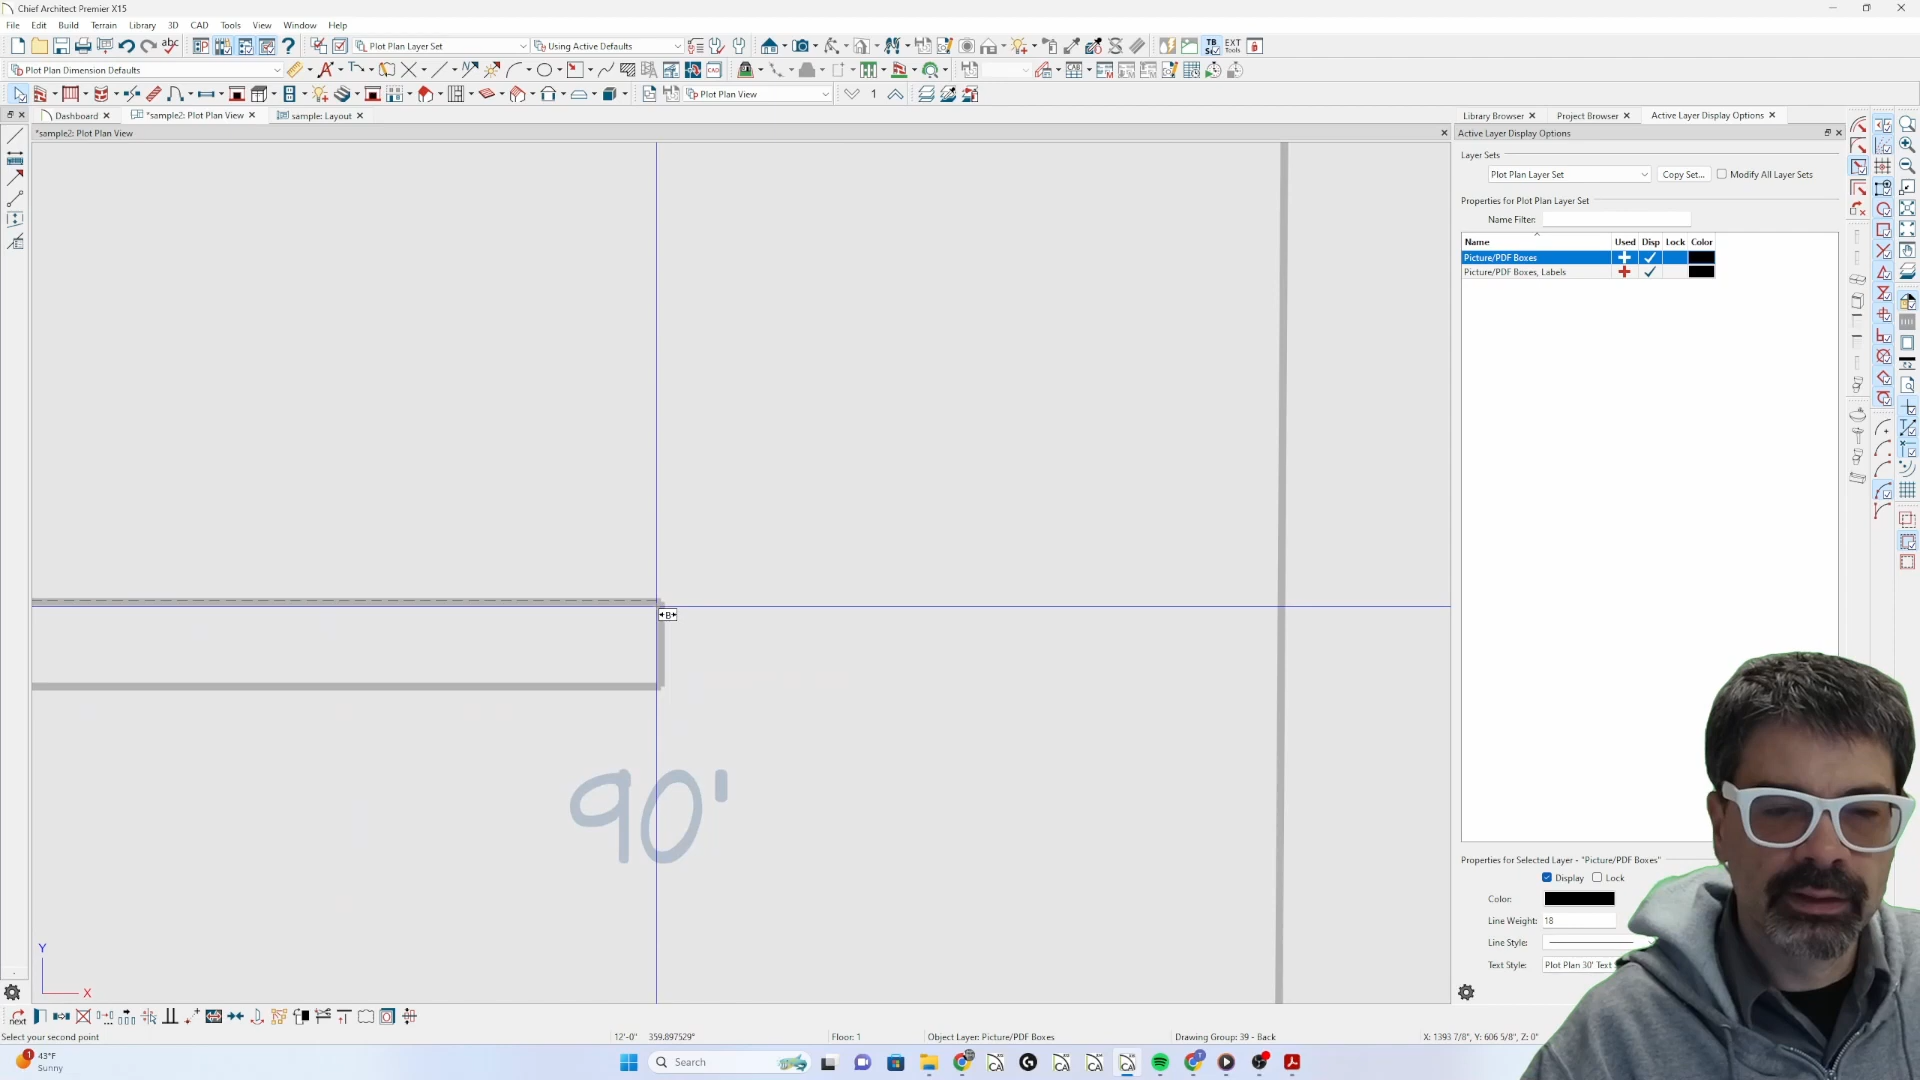 Chief Architect Premier X15
File Edit Build Terrain Library 3D CAD Tools View Window Help
Plot Plan Layer Set
Using Active Defaults
Plot Plan Dimension Defaults
1
Plot Plan View
Dashboard
*sample2: Plot Plan View
sample: Layout
Library Browser
Project Browser
Active Layer Display Options
*sample2: Plot Plan View
Active Layer Display Options
Layer Sets
Plot Plan Layer Set
Copy Set...
Modify All Layer Sets
Properties for Plot Plan Layer Set
Name Filter:
Name Used Disp Lock Color
Picture/PDF Boxes
Picture/PDF Boxes, Labels
B
90'
Properties for Selected Layer - "Picture/PDF Boxes"
Display Lock
Color:
Line Weight: 18
Line Style:
Text Style: Plot Plan 30' Text
Y
X
next
Select your second point
12'-0" 359.897529°
Floor: 1
Object Layer: Picture/PDF Boxes
Drawing Group: 39 - Back
X: 1393 7/8", Y: 606 5/8", Z: 0"
43°F
Sunny
Search